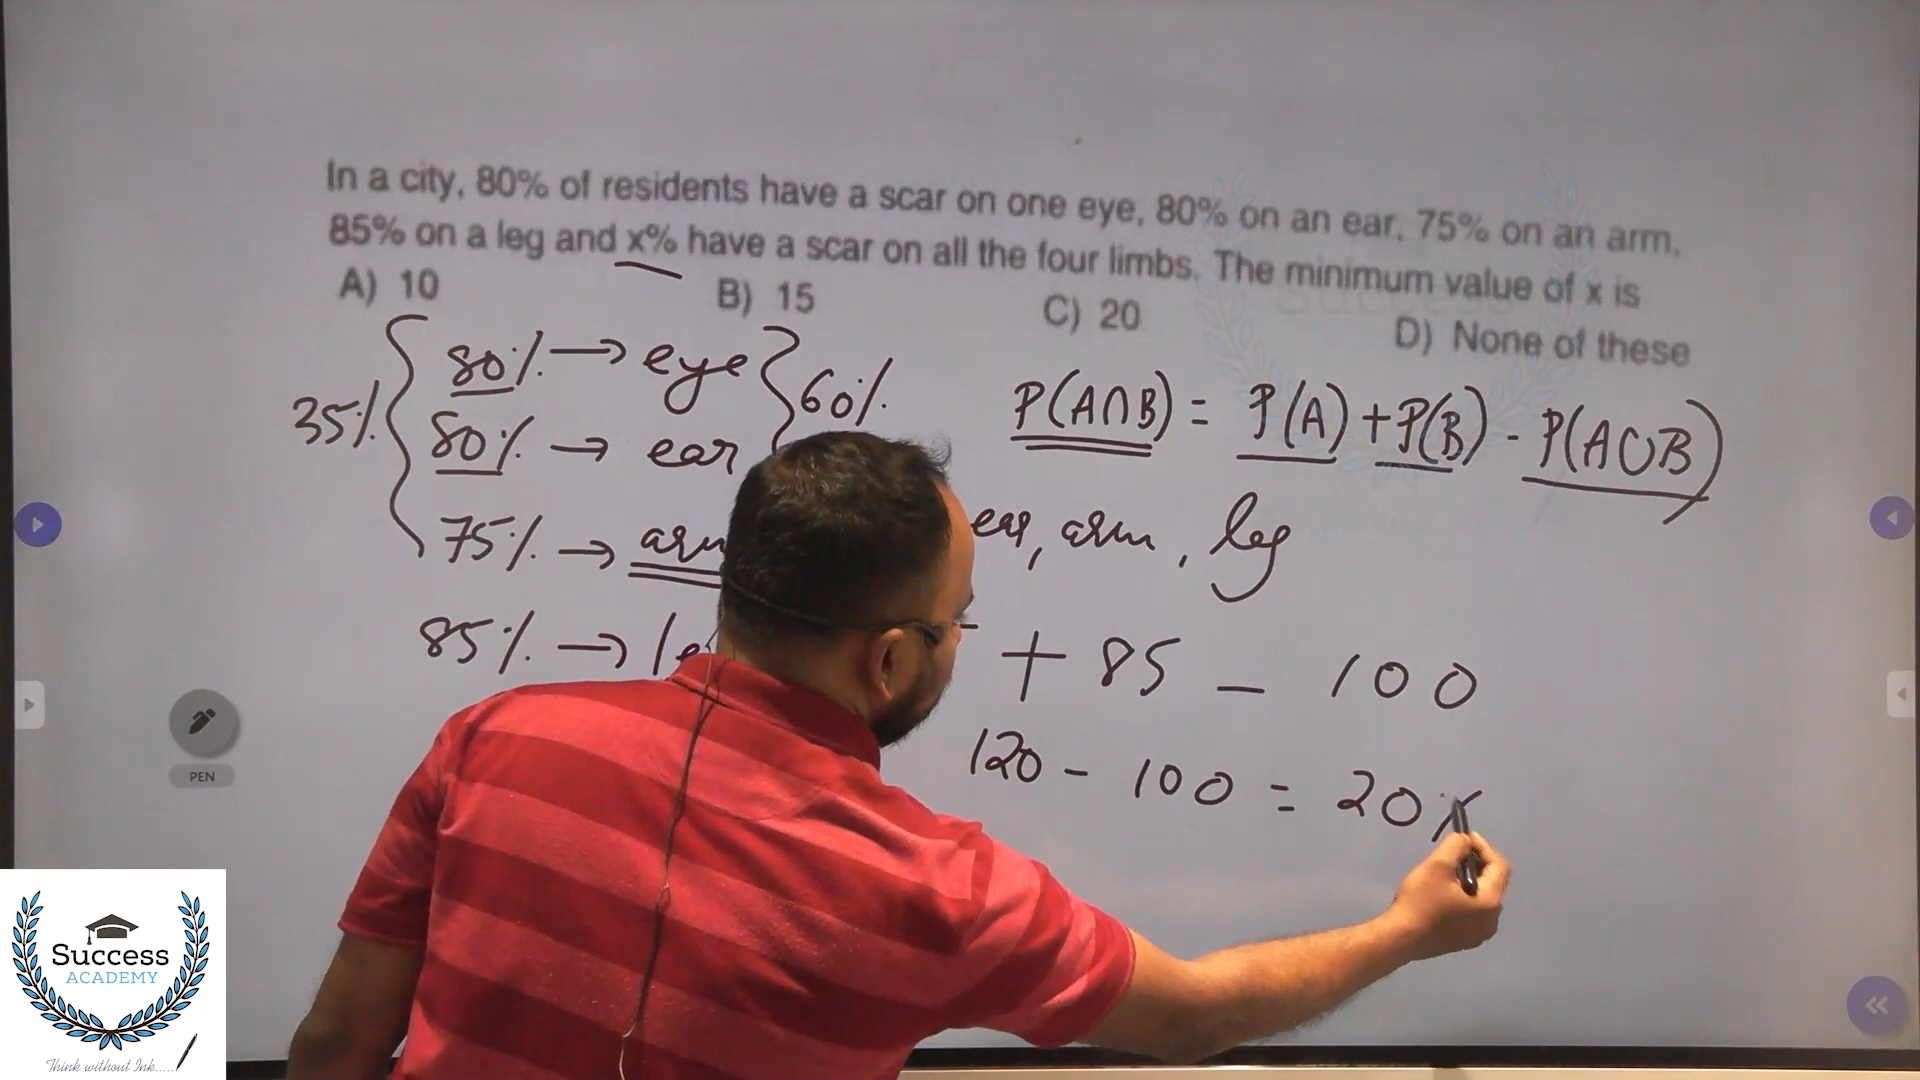 In a city, 80% of residents have a scar on one eye, 80% on an ear, 75% on an arm,
85% on a leg and x% have a scar on all the four limbs. The minimum value of x is
A) 10 B) 15 C) 20 D) None of these
35% 80% → eye 60%
80% → ear
75% → arm
85% → le
P(A∩B) = P(A) + P(B) - P(A∪B)
ear, arm, leg
+ 85 - 100
120 - 100 = 20%
PEN
Success
ACADEMY
Think without Ink.....